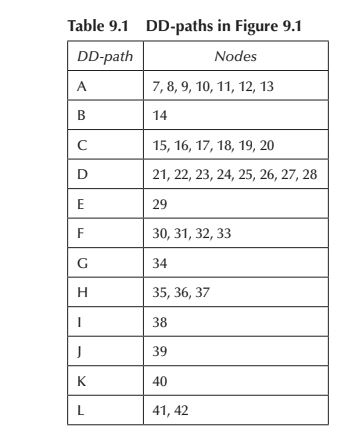 Table 9.1 DD-paths in Figure 9.1
DD-path Nodes
A 7, 8, 9, 10, 11, 12, 13
B 14
C 15, 16, 17, 18, 19, 20
D 21, 22, 23, 24, 25, 26, 27, 28
E 29
F 30, 31, 32, 33
G 34
H 35, 36, 37
I 38
J 39
K 40
L 41, 42